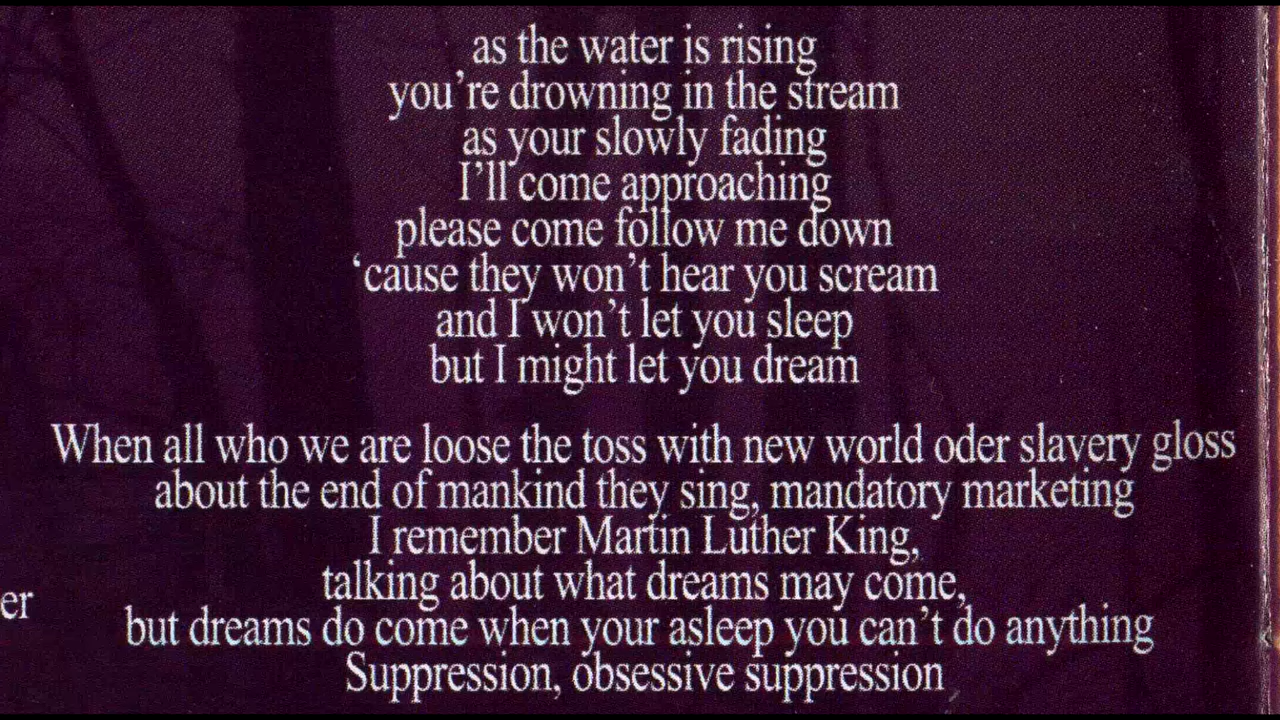 as the water is rising
you're drowning in the stream
as your slowly fading
I'll come approaching
please come follow me down
‘cause they won’t hear you scream
and I won’t let you sleep
but I might let you dream
When all who we are loose the toss with new world oder slavery gloss
about the end of mankind they sing, mandatory marketing
I remember Martin Luther King,
talking about what dreams may come,
er
but dreams do come when your asleep you can’t do anything
Suppression, obsessive suppression